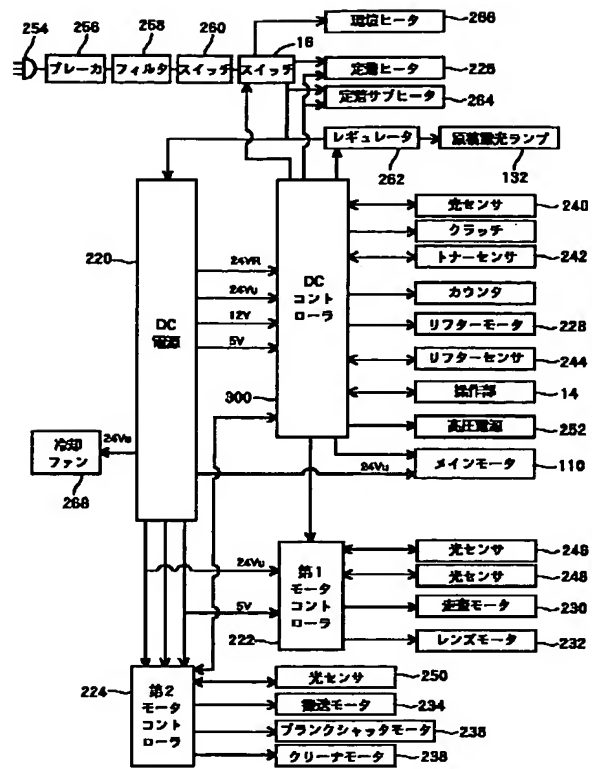 254
256
258
260
16
ブレーカ
フィルタ
スイッチ
スイッチ
環境ヒータ
266
定着ヒータ
226
定着サブヒータ
264
レギュレータ
262
原稿露光ランプ
132
220
DC
電源
24VR
24Vu
12V
5V
DC
コント
ローラ
300
光センサ
240
クラッチ
トナーセンサ
242
カウンタ
リフターモータ
228
リフターセンサ
244
操作部
14
高圧電源
252
メインモータ
110
24Vu
冷却
ファン
268
24Vu
24Vu
5V
第1
モータ
コント
ローラ
222
光センサ
246
光センサ
248
走査モータ
230
レンズモータ
232
224
第2
モータ
コント
ローラ
光センサ
250
搬送モータ
234
ブランクシャッタモータ
236
クリーナモータ
238